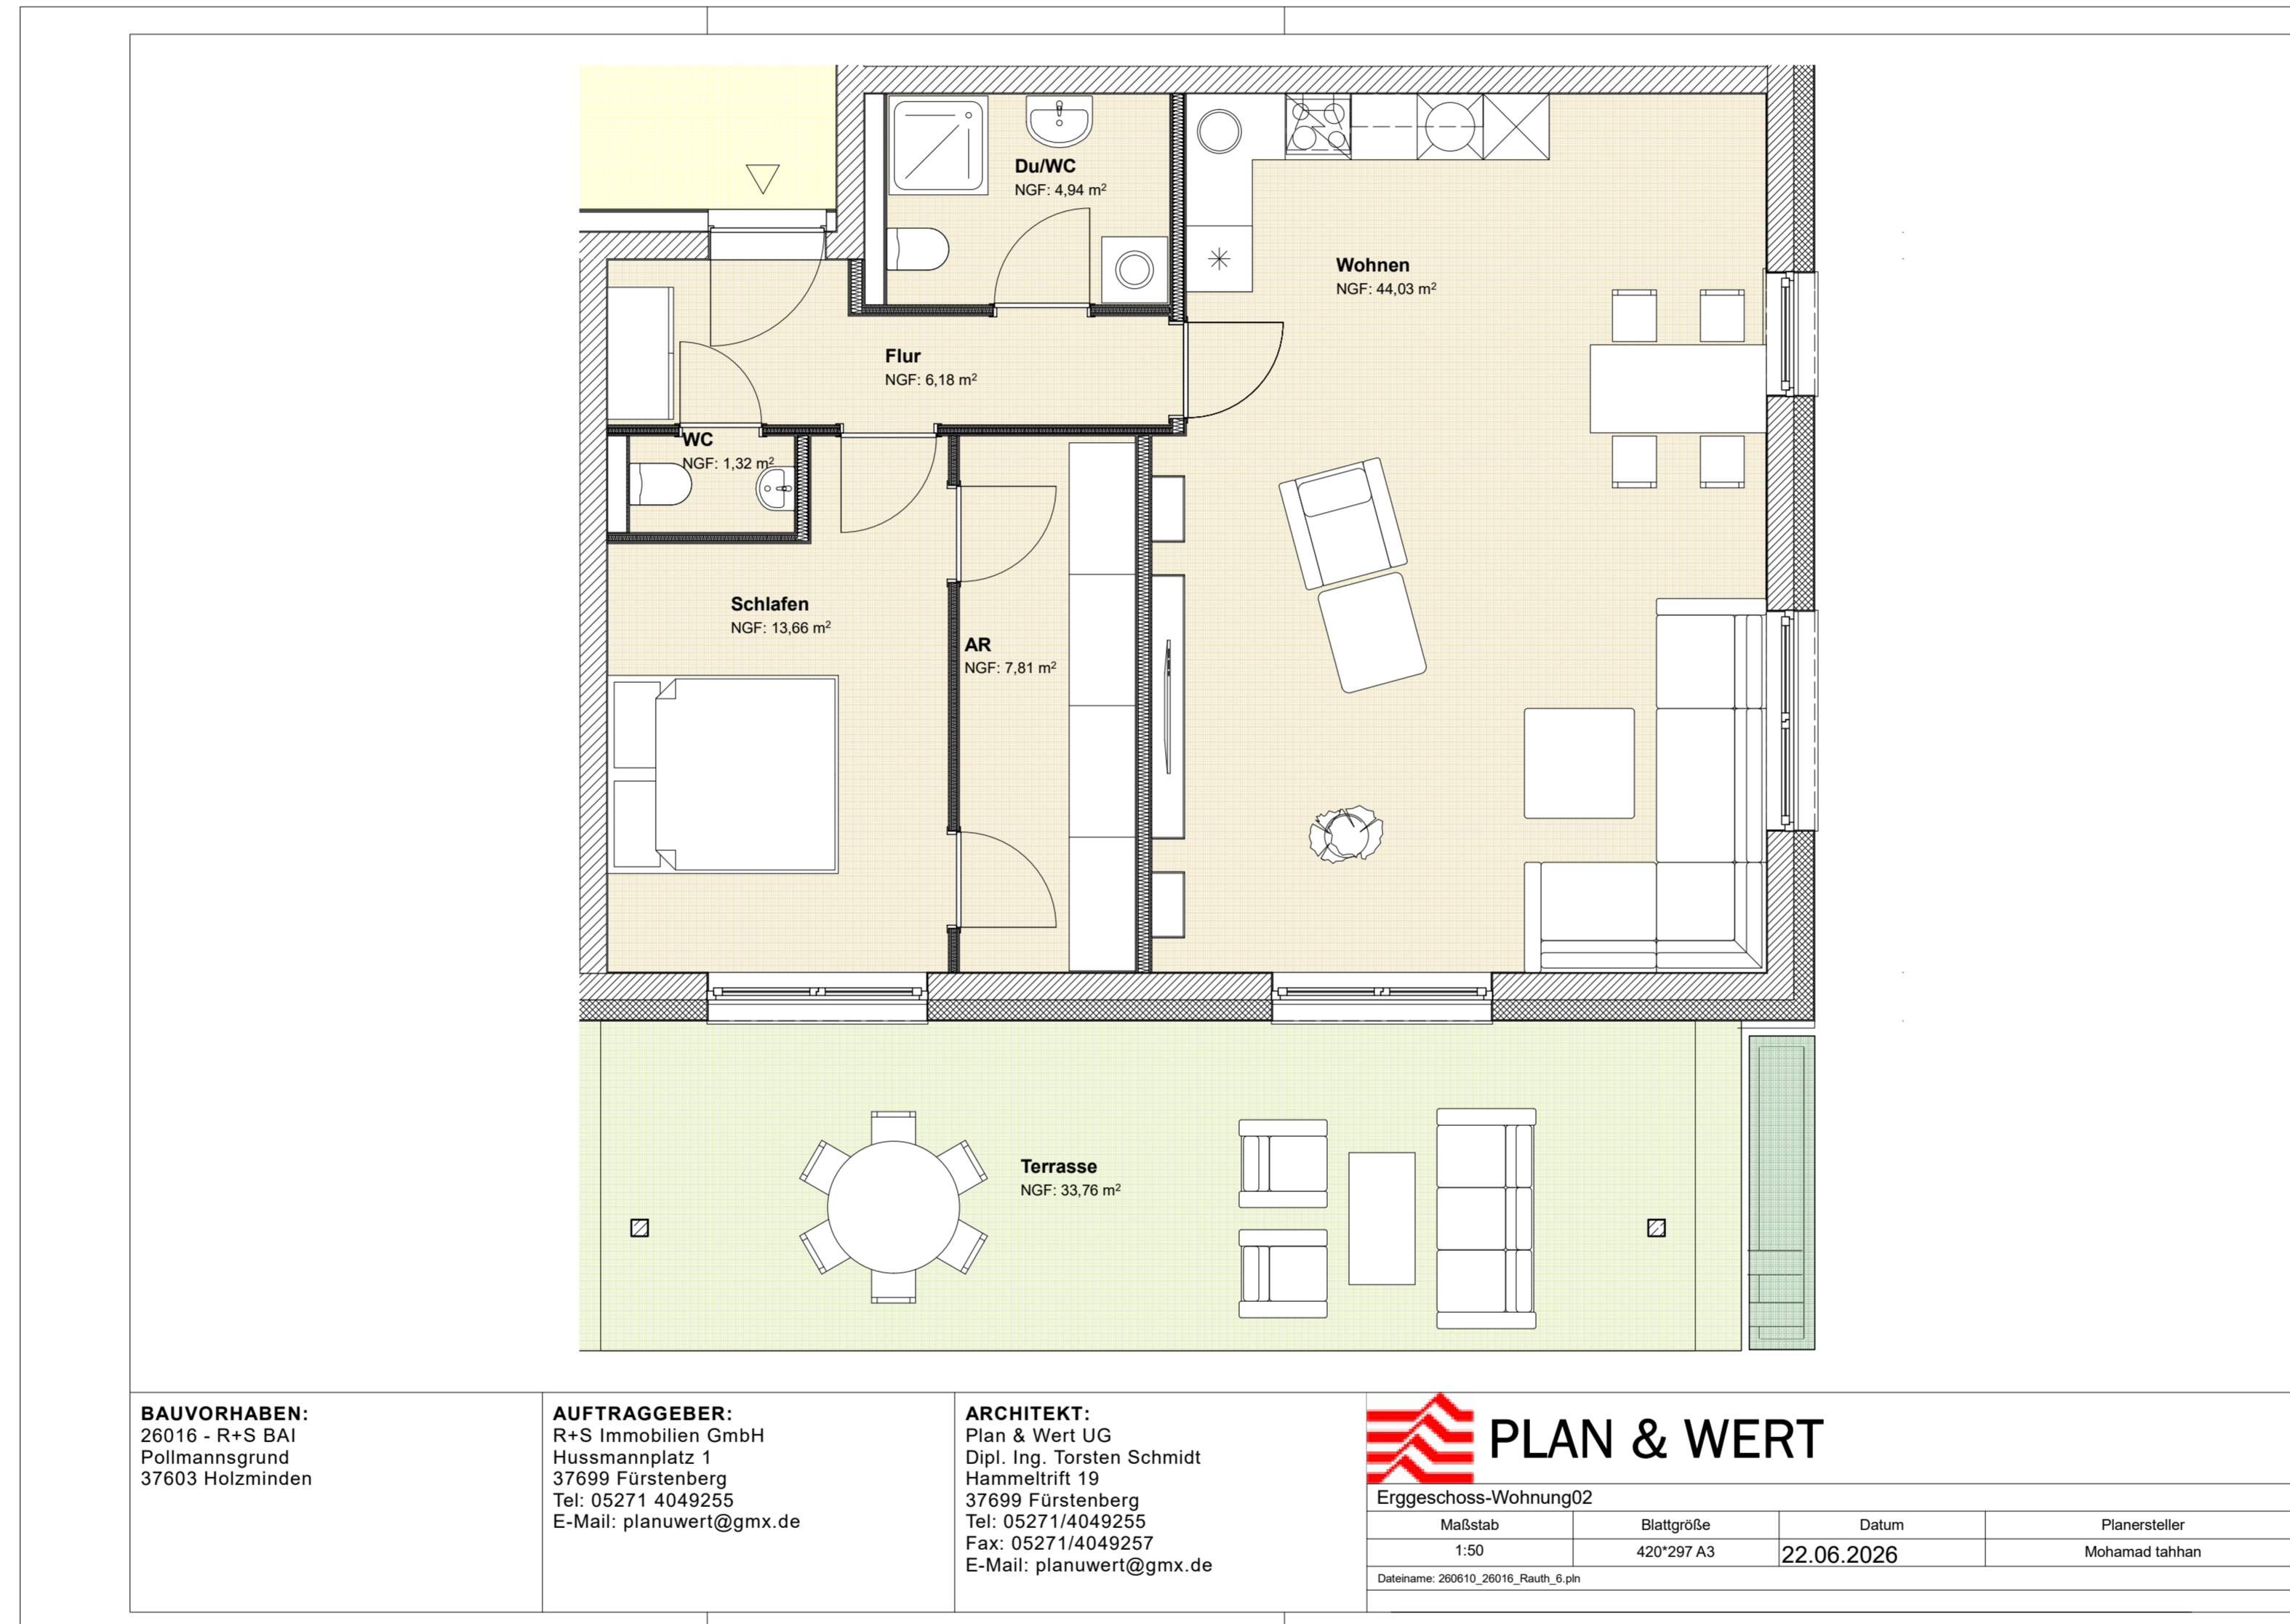 Du/WC
NGF: 4,94 m²
Wohnen
NGF: 44,03 m²
Flur
NGF: 6,18 m²
WC
NGF: 1,32 m²
Schlafen
NGF: 13,66 m²
AR
NGF: 7,81 m²
Terrasse
NGF: 33,76 m²
BAUVORHABEN:
26016 - R+S BAI
Pollmannsgrund
37603 Holzminden
AUFTRAGGEBER:
R+S Immobilien GmbH
Hussmannplatz 1
37699 Fürstenberg
Tel: 05271 4049255
E-Mail: planuwert@gmx.de
ARCHITEKT:
Plan & Wert UG
Dipl. Ing. Torsten Schmidt
Hammeltrift 19
37699 Fürstenberg
Tel: 05271/4049255
Fax: 05271/4049257
E-Mail: planuwert@gmx.de
PLAN & WERT
Erggeschoss-Wohnung02
Maßstab
Blattgröße
Datum
Planersteller
1:50
420*297 A3
22.06.2026
Mohamad tahhan
Dateiname: 260610_26016_Rauth_6.pln